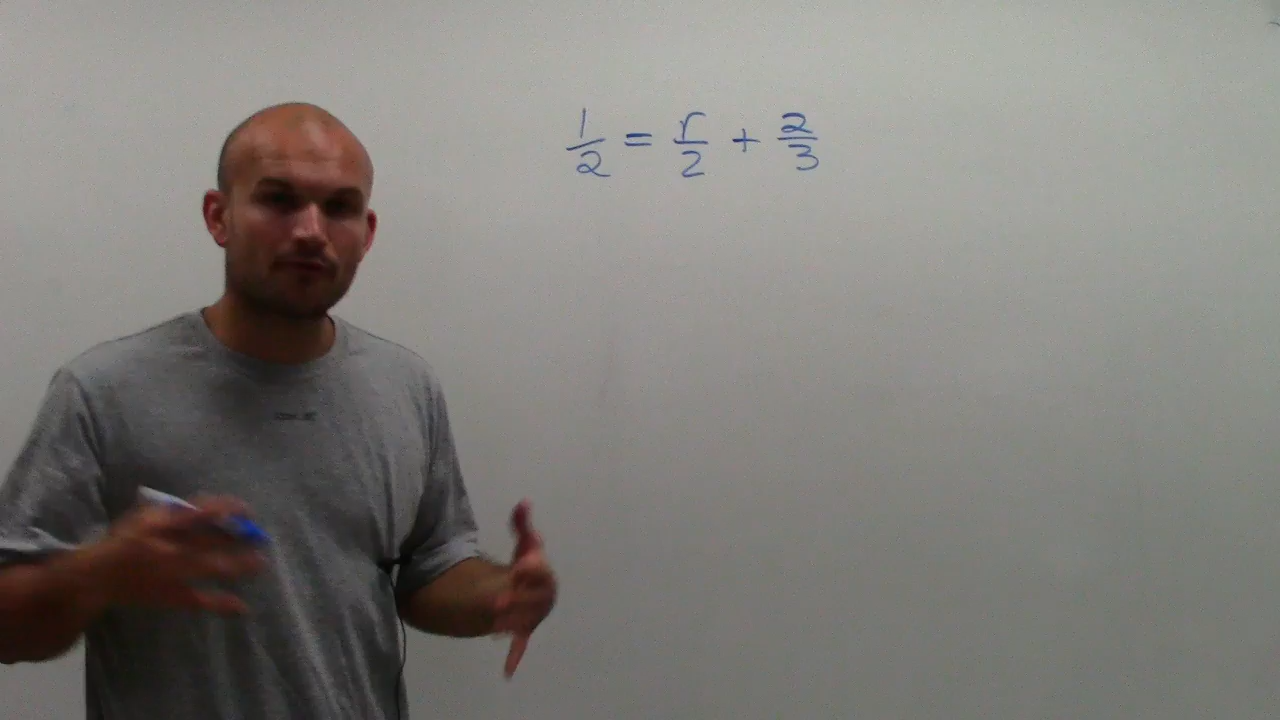 1/2 = r/2 + 2/3